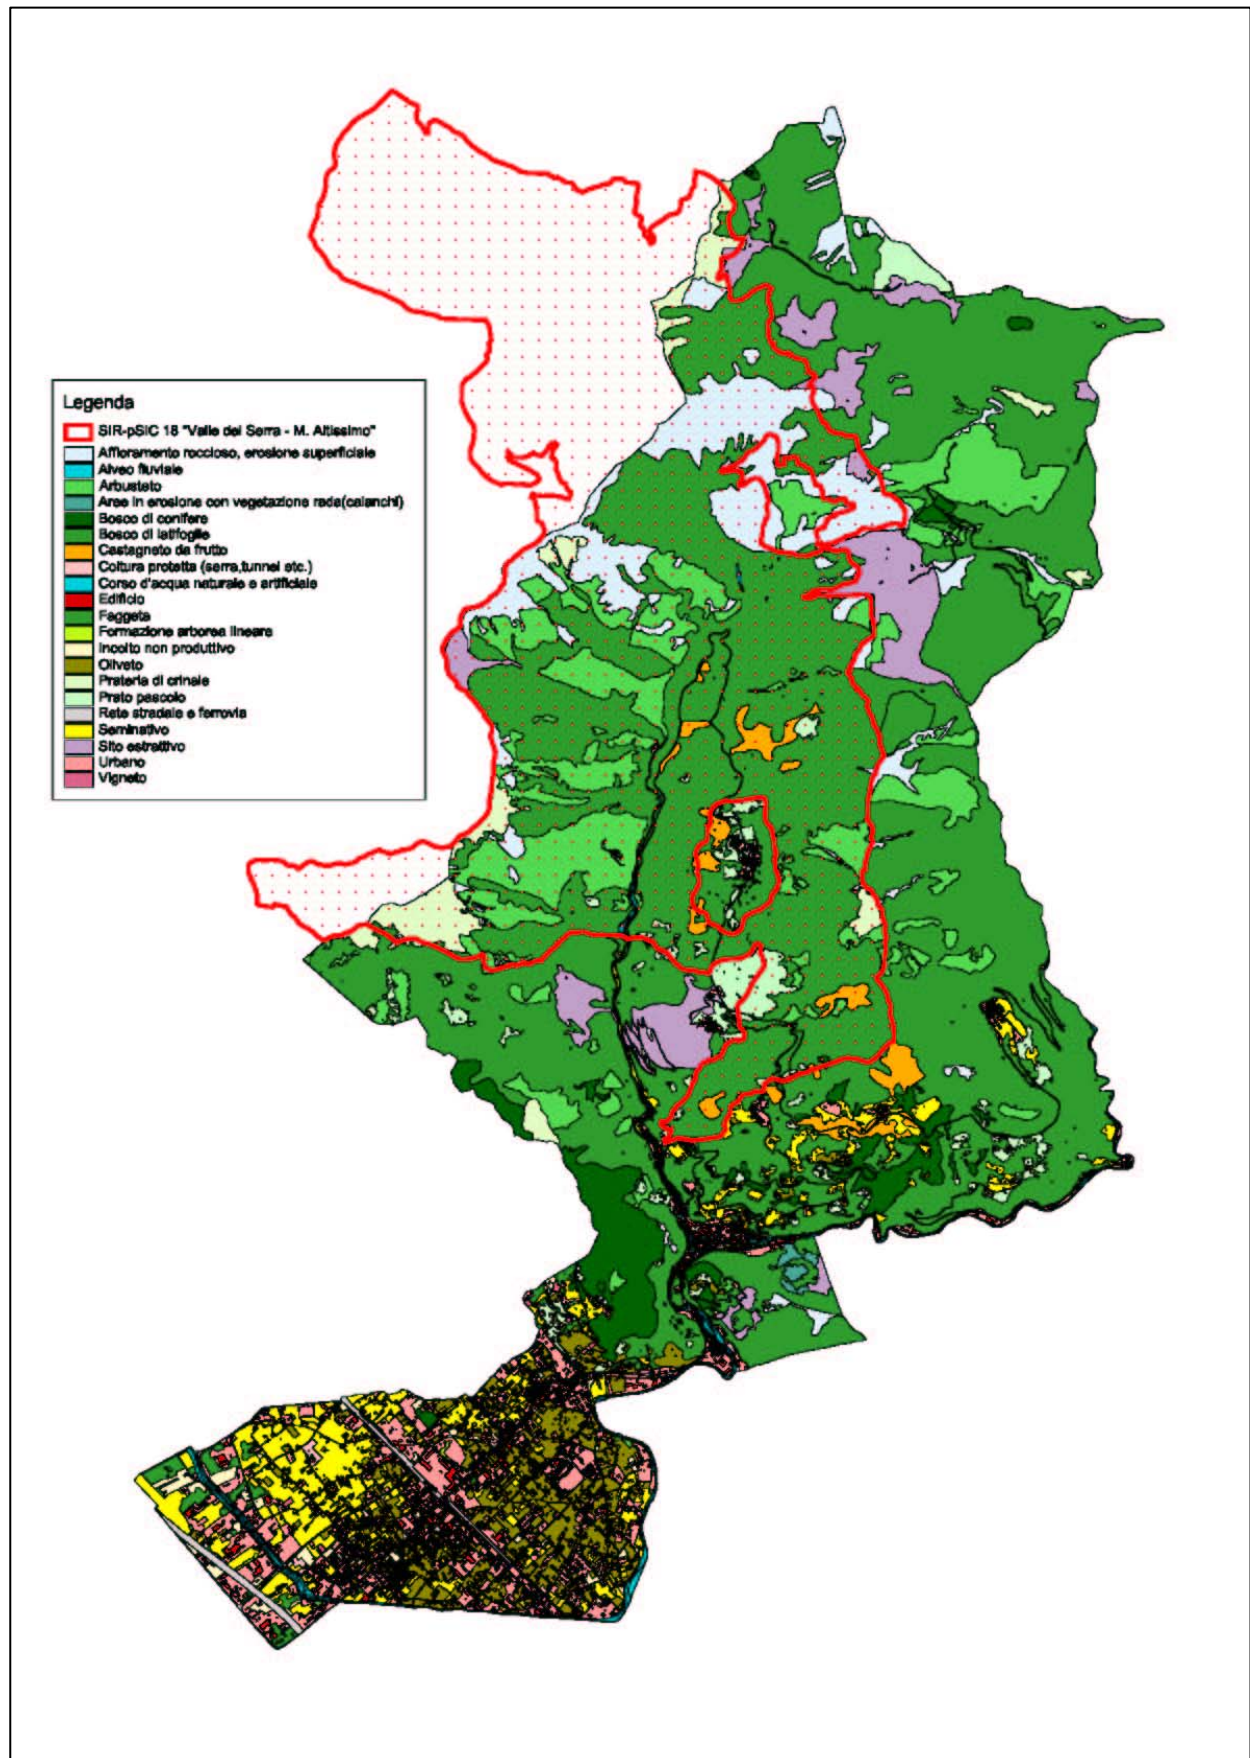 Legenda
SIR-pSIC 18 "Valle del Serra - M. Altissimo"
Affioramento roccioso, erosione superficiale
Alveo fluviale
Arbusteto
Aree in erosione con vegetazione rada(calanchi)
Bosco di conifere
Bosco di latifoglie
Castagneto da frutto
Coltura protetta (serra,tunnel etc.)
Corso d'acqua naturale e artificiale
Edificio
Faggeta
Formazione arborea lineare
Incolto non produttivo
Oliveto
Prateria di crinale
Prato pascolo
Rete stradale e ferrovia
Seminativo
Sito estrattivo
Urbano
Vigneto